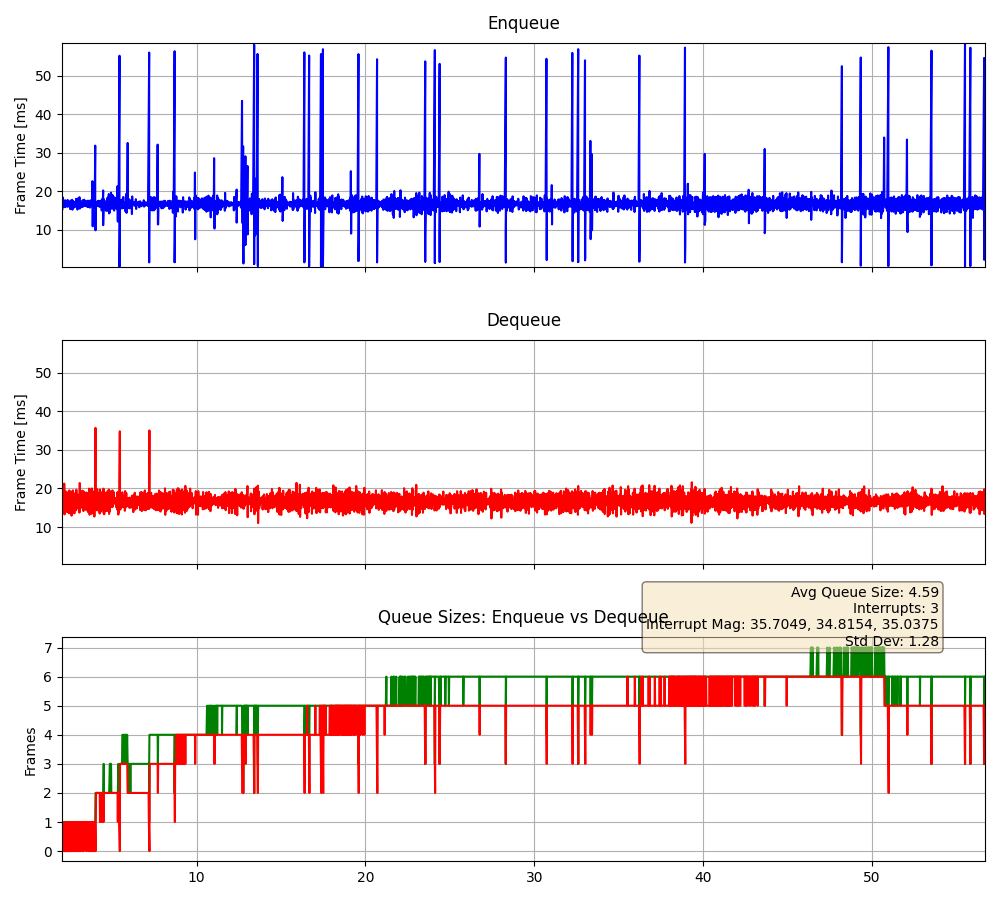 Enqueue
Frame Time [ms]
50
40
30
20
10
Dequeue
Frame Time [ms]
50
40
30
20
10
Avg Queue Size: 4.59
Interrupts: 3
Interrupt Mag: 35.7049, 34.8154, 35.0375
Std Dev: 1.28
Queue Sizes: Enqueue vs Dequeue
Frames
7
6
5
4
3
2
1
0
10 20 30 40 50